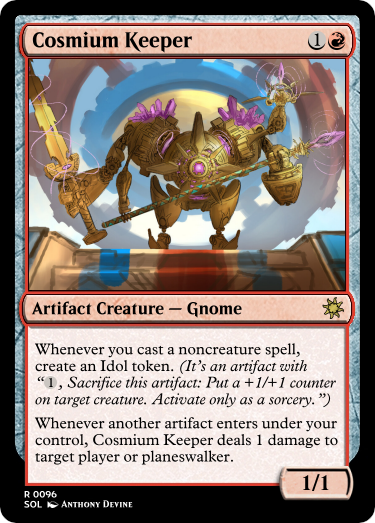 Cosmium Keeper 1
Artifact Creature — Gnome
Whenever you cast a noncreature spell,
create an Idol token. (It's an artifact with
“1, Sacrifice this artifact: Put a +1/+1 counter
on target creature. Activate only as a sorcery.”)
Whenever another artifact enters under your
control, Cosmium Keeper deals 1 damage to
target player or planeswalker.
1/1
R 0096
SOL Anthony Devine